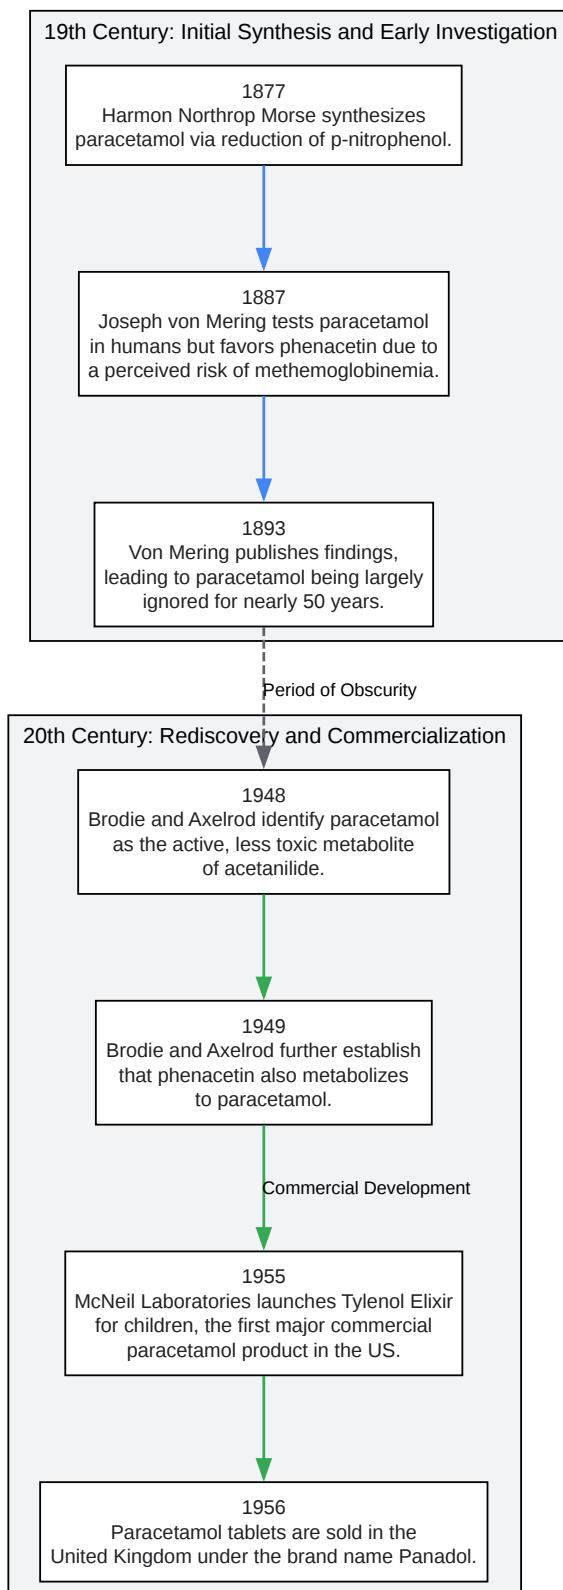 19th Century: Initial Synthesis and Early Investigation
1877
Harmon Northrop Morse synthesizes
paracetamol via reduction of p-nitrophenol.
1887
Joseph von Mering tests paracetamol
in humans but favors phenacetin due to
a perceived risk of methemoglobinemia.
1893
Von Mering publishes findings,
leading to paracetamol being largely
ignored for nearly 50 years.
Period of Obscurity
20th Century: Rediscovery and Commercialization
1948
Brodie and Axelrod identify paracetamol
as the active, less toxic metabolite
of acetanilide.
1949
Brodie and Axelrod further establish
that phenacetin also metabolizes
to paracetamol.
Commercial Development
1955
McNeil Laboratories launches Tylenol Elixir
for children, the first major commercial
paracetamol product in the US.
1956
Paracetamol tablets are sold in the
United Kingdom under the brand name Panadol.